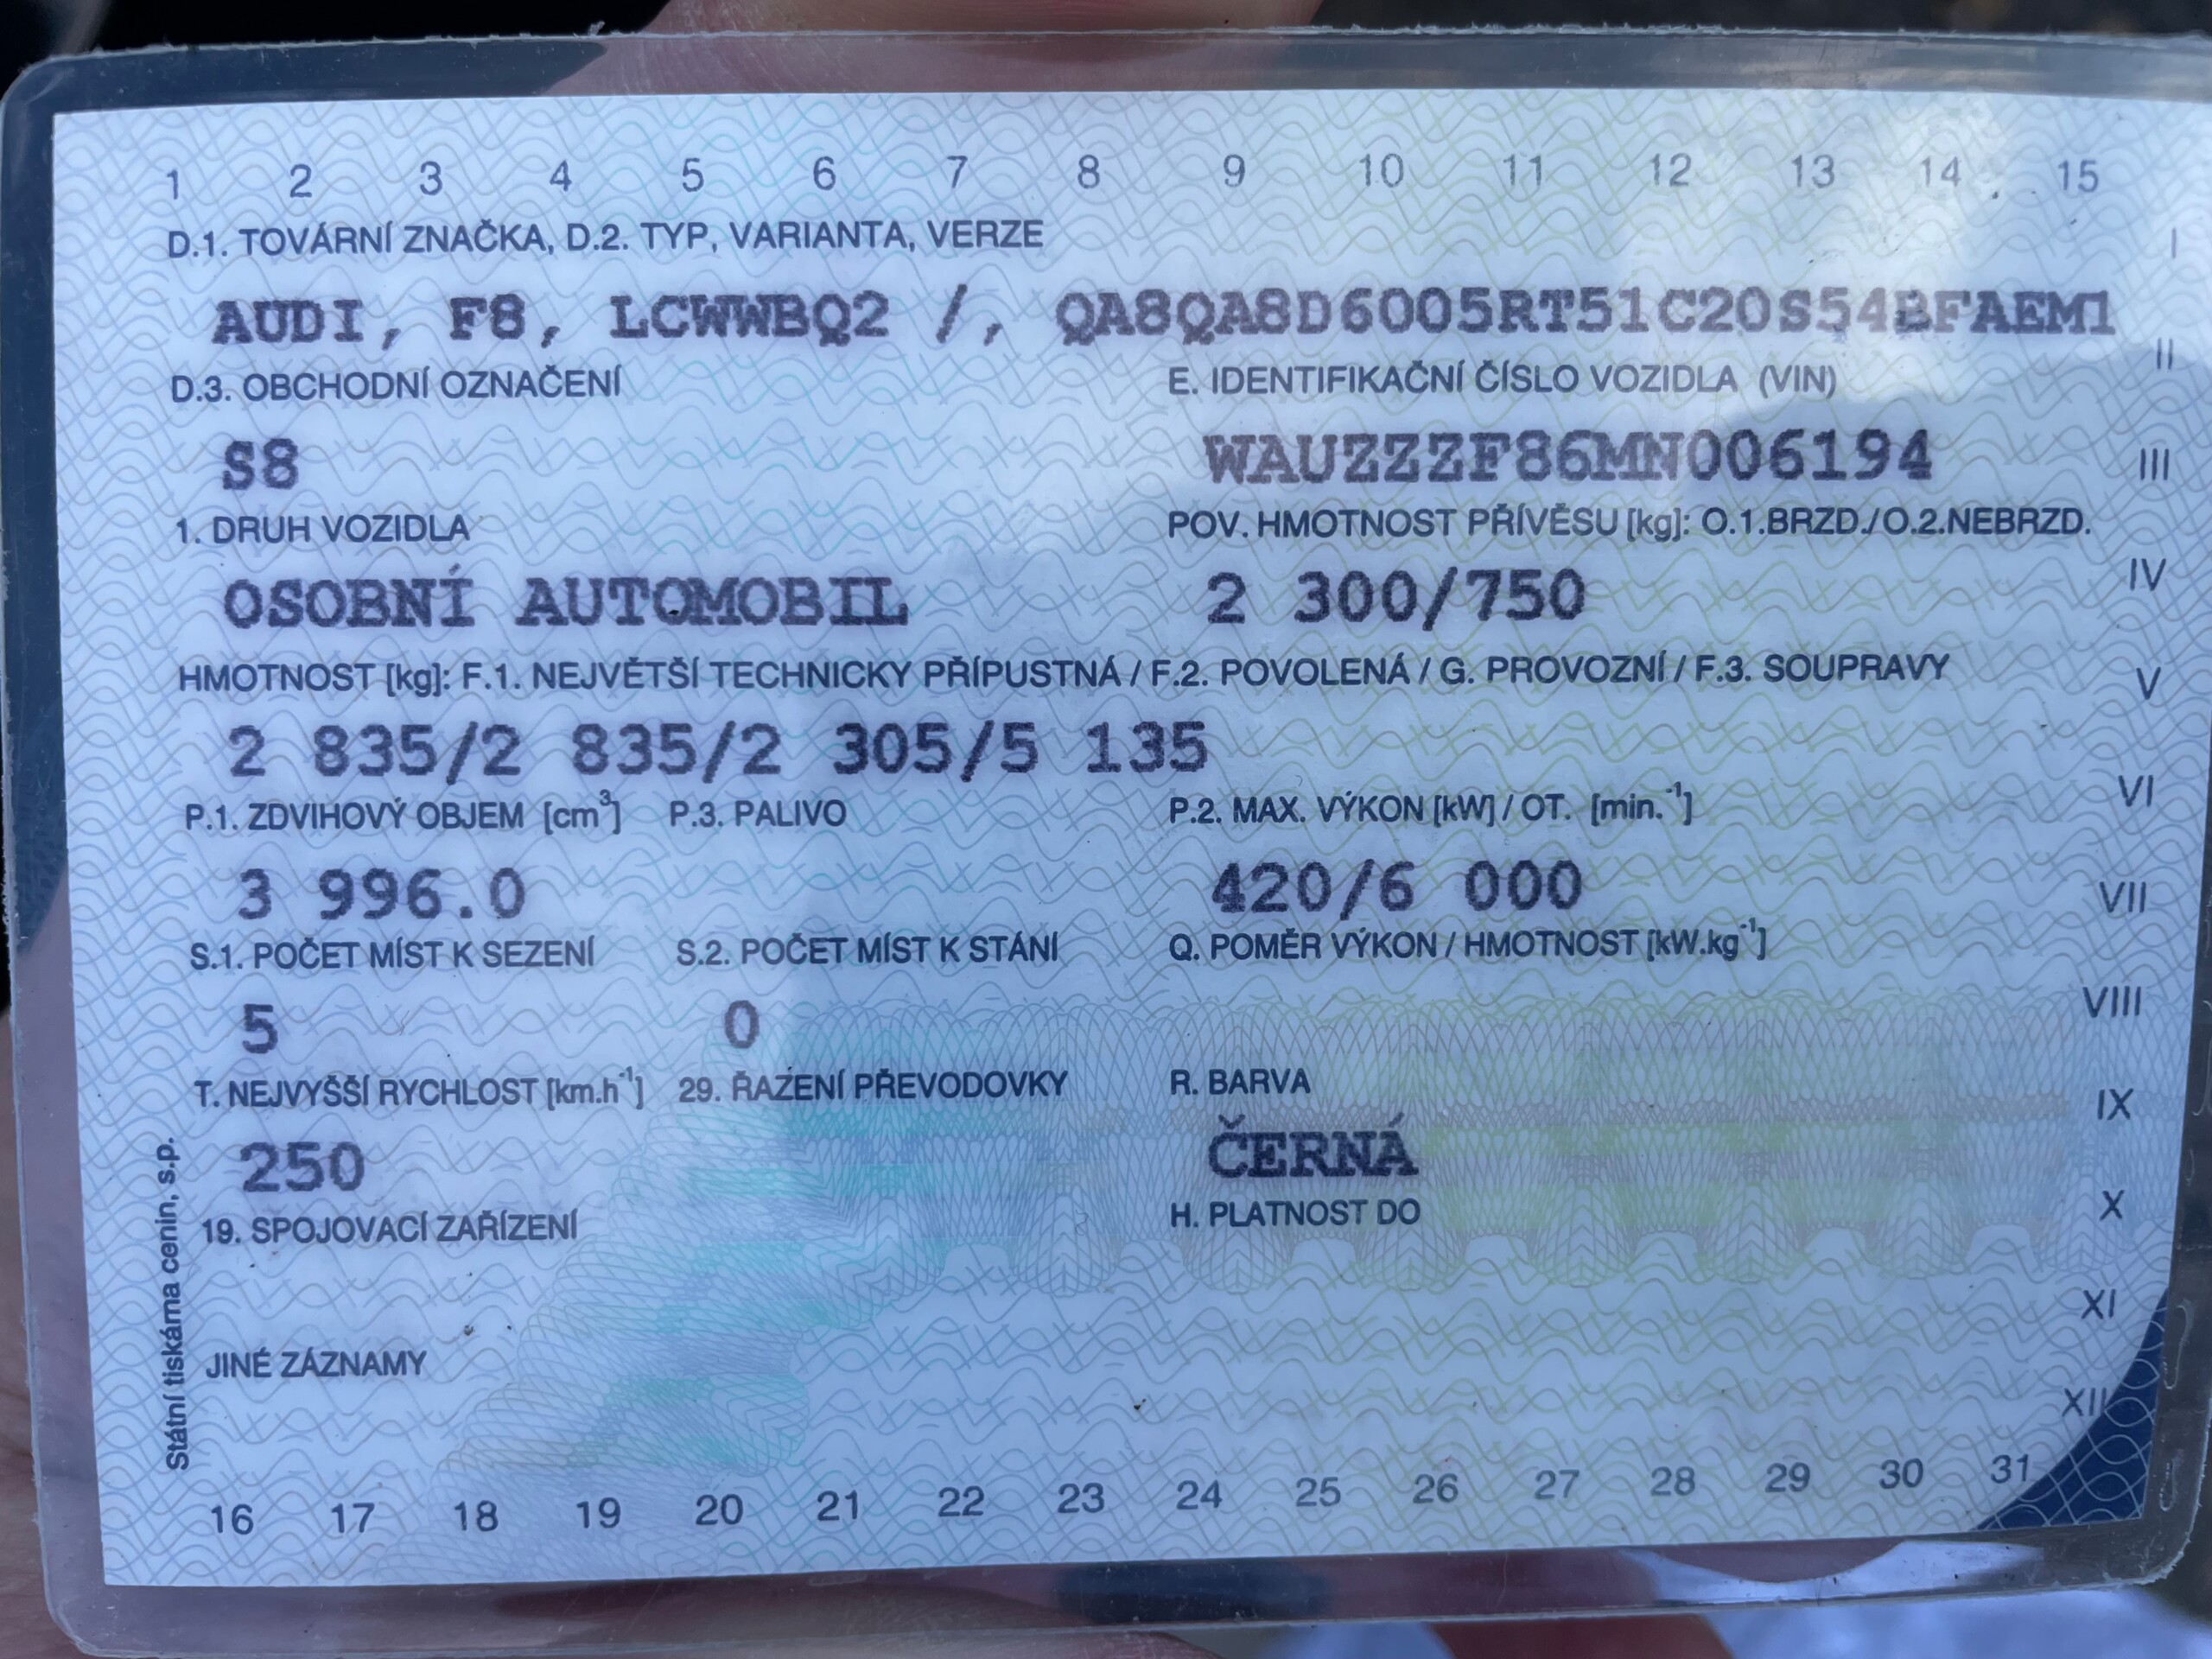 1 2 3 4 5 6 7 8 9 10 11 12 13 14 15
D.1. TOVÁRNÍ ZNAČKA, D.2. TYP, VARIANTA, VERZE
I
AUDI, F8, LCWWBQ2 /, QA8QA8D6005RT51C20S54BFAEM1
II
D.3. OBCHODNÍ OZNAČENÍ E. IDENTIFIKAČNÍ ČÍSLO VOZIDLA (VIN)
S8 WAUZZZF86MN006194
III
1. DRUH VOZIDLA POV. HMOTNOST PŘÍVĚSU [kg]: O.1.BRZD./O.2.NEBRZD.
OSOBNÍ AUTOMOBIL 2 300/750
IV
HMOTNOST [kg]: F.1. NEJVĚTŠÍ TECHNICKY PŘÍPUSTNÁ / F.2. POVOLENÁ / G. PROVOZNÍ / F.3. SOUPRAVY
V
2 835/2 835/2 305/5 135
P.1. ZDVIHOVÝ OBJEM [cm³] P.3. PALIVO P.2. MAX. VÝKON [kW] / OT. [min.⁻¹]
VI
3 996.0 420/6 000
VII
S.1. POČET MÍST K SEZENÍ S.2. POČET MÍST K STÁNÍ Q. POMĚR VÝKON / HMOTNOST [kW.kg⁻¹]
5 0
VIII
T. NEJVYŠŠÍ RYCHLOST [km.h⁻¹] 29. ŘAZENÍ PŘEVODOVKY R. BARVA
IX
250 ČERNÁ
19. SPOJOVACÍ ZAŘÍZENÍ H. PLATNOST DO
X
XI
JINÉ ZÁZNAMY
XII
Státní tiskárna cenin, s.p.
16 17 18 19 20 21 22 23 24 25 26 27 28 29 30 31